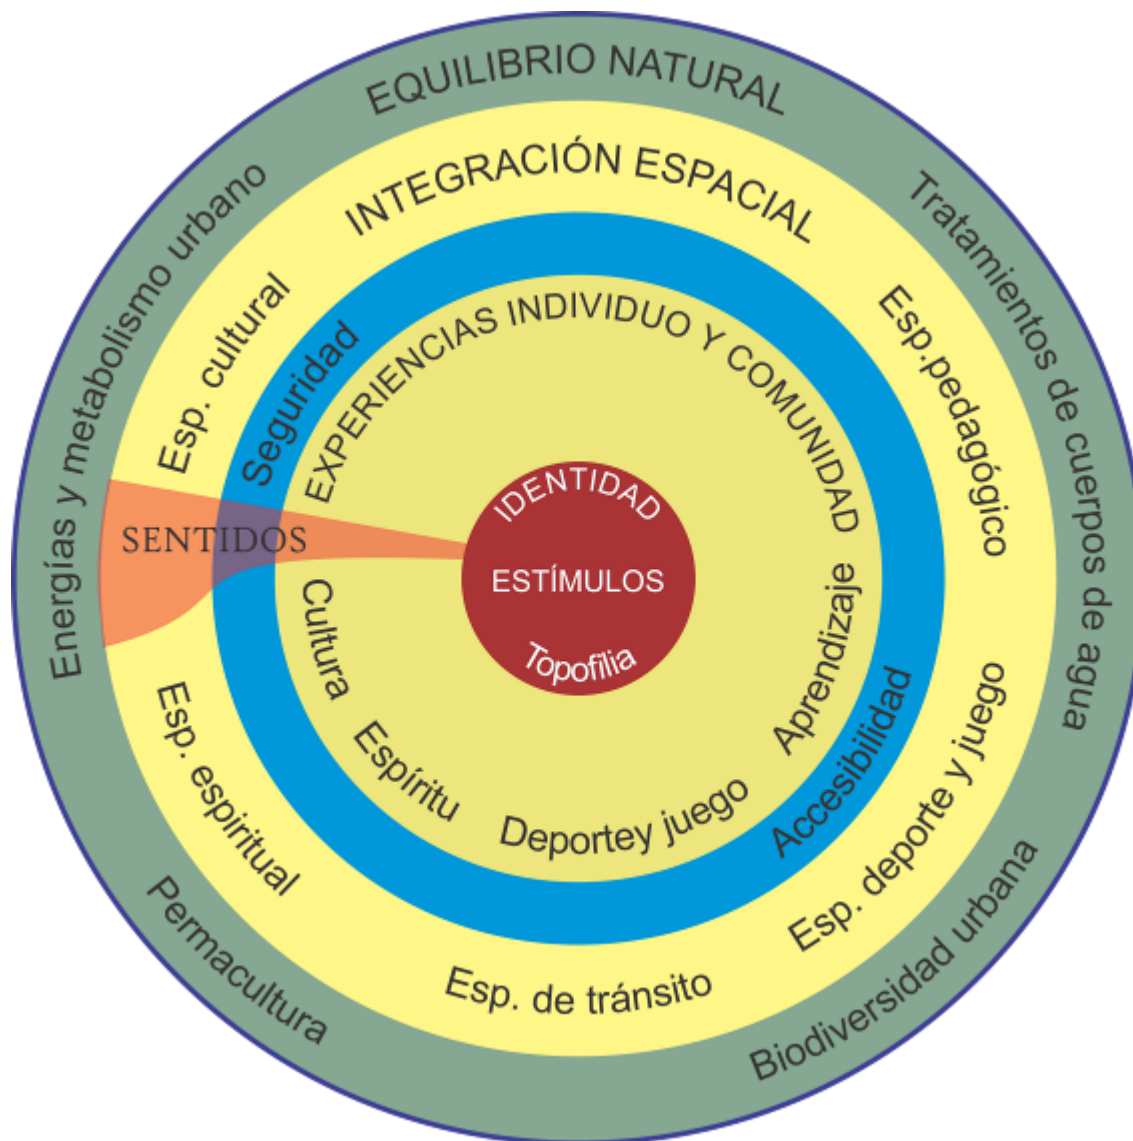 EQUILIBRIO NATURAL
Energías y metabolismo urbano
Tratamientos de cuerpos de agua
Permacultura
Biodiversidad urbana
INTEGRACIÓN ESPACIAL
Esp. cultural
Esp.pedagógico
Esp. espiritual
Esp. de tránsito
Esp. deporte y juego
Seguridad
Accesibilidad
EXPERIENCIAS INDIVIDUO Y COMUNIDAD
Cultura
Espíritu
Deportey juego
Aprendizaje
SENTIDOS
IDENTIDAD
ESTÍMULOS
Topofilia